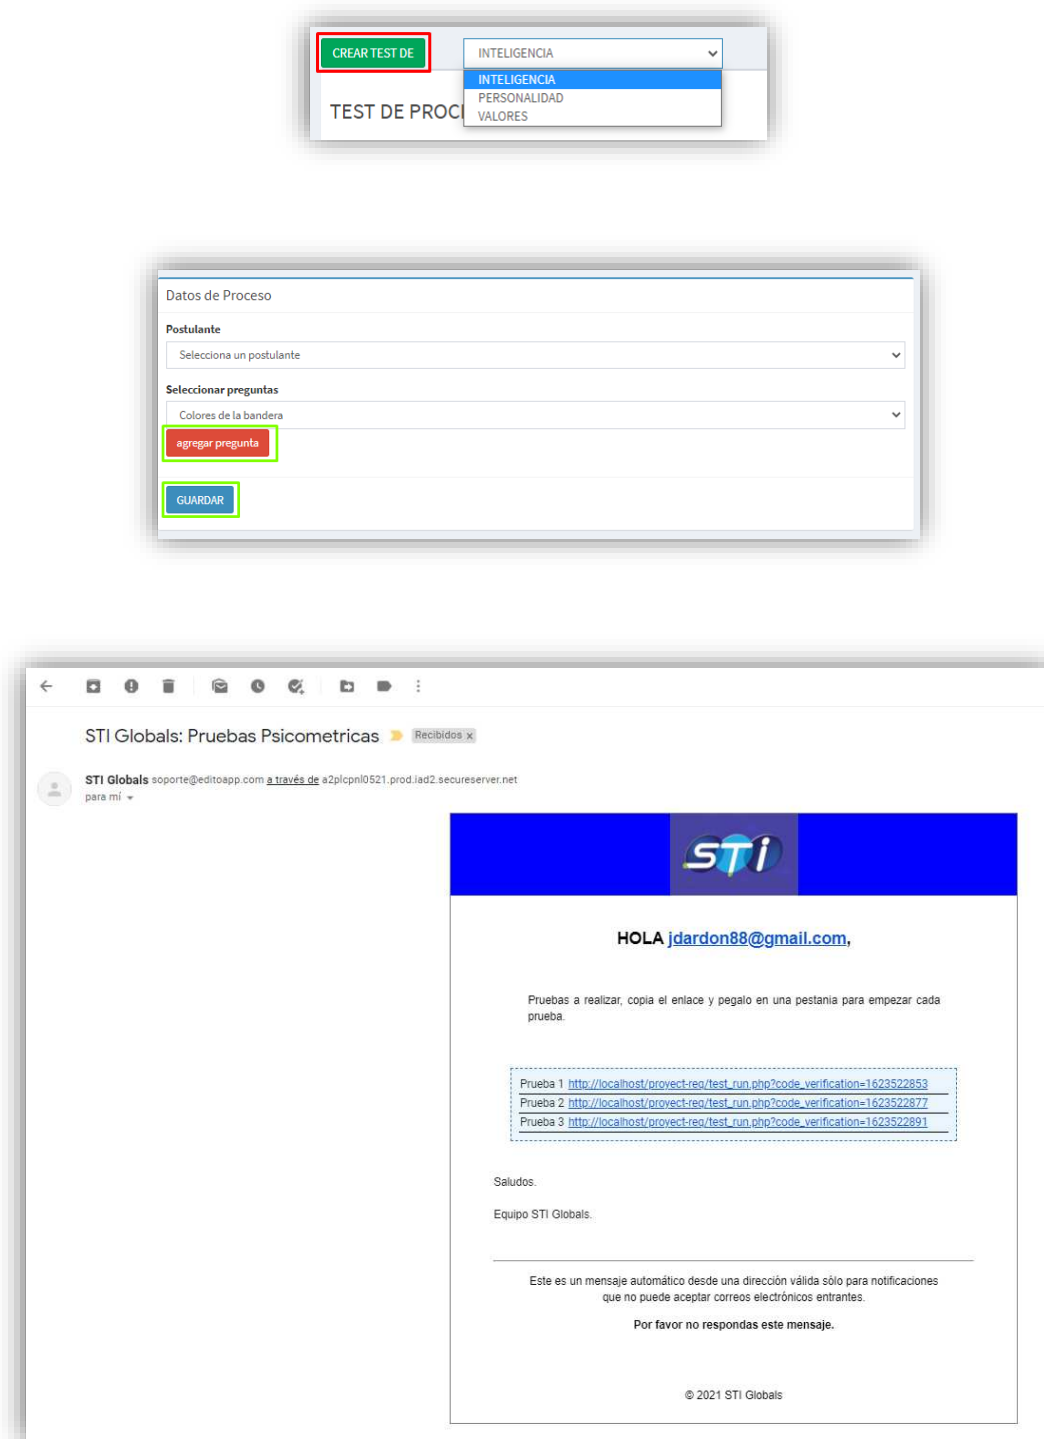 CREAR TEST DE
INTELIGENCIA
INTELIGENCIA
PERSONALIDAD
VALORES
TEST DE PROC
Datos de Proceso
Postulante
Selecciona un postulante
Seleccionar preguntas
Colores de la bandera
agregar pregunta
GUARDAR
STI Globals: Pruebas Psicometricas Recibidos x
STI Globals soporte@editoapp.com a través de a2plcpnl0521.prod.iad2.secureserver.net
para mí
STI
HOLA jdardon88@gmail.com,
Pruebas a realizar, copia el enlace y pegalo en una pestania para empezar cada
prueba.
Prueba 1 http://localhost/proyect-req/test_run.php?code_verification=1623522853
Prueba 2 http://localhost/proyect-req/test_run.php?code_verification=1623522877
Prueba 3 http://localhost/proyect-req/test_run.php?code_verification=1623522891
Saludos.
Equipo STI Globals.
Este es un mensaje automático desde una dirección válida sólo para notificaciones
que no puede aceptar correos electrónicos entrantes.
Por favor no respondas este mensaje.
© 2021 STI Globals